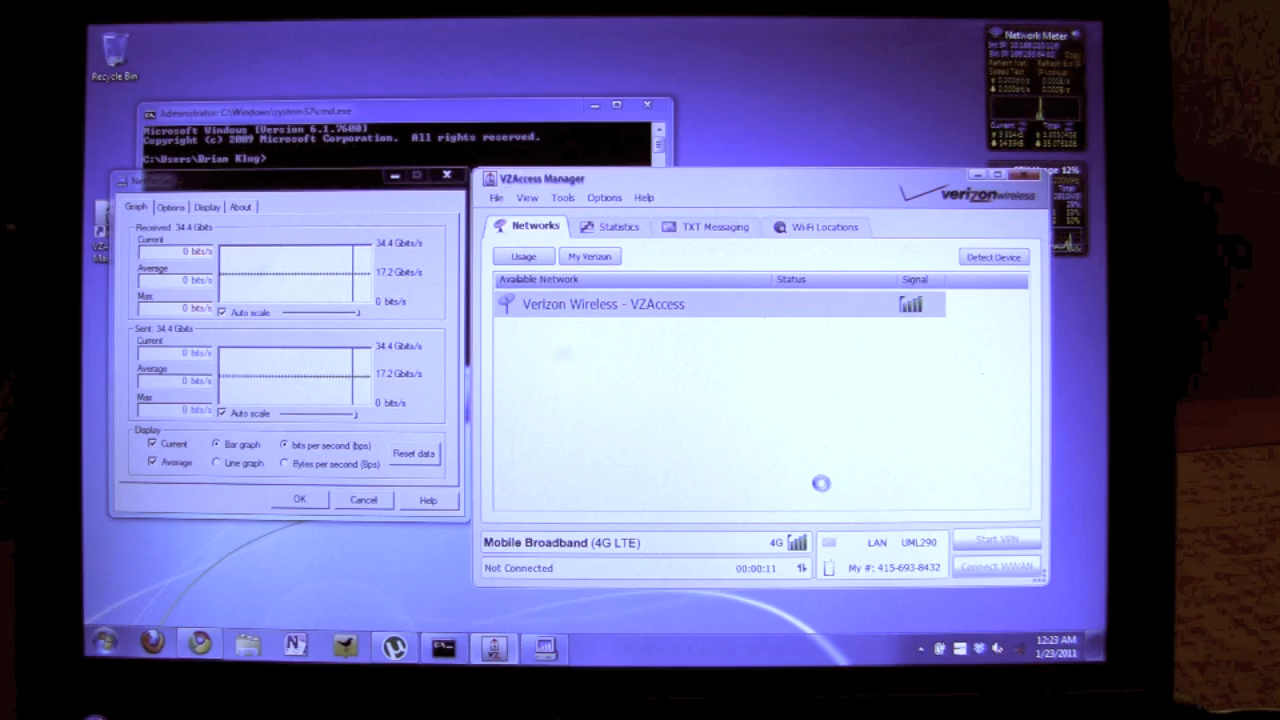 Recycle Bin
Network Meter
Administrator: C:\Windows\system32\cmd.exe
Microsoft Windows [Version 6.1.7600]
Copyright (c) 2009 Microsoft Corporation. All rights reserved.
C:\Users\Brian Klug>
12%
Graph Options Display About
Received: 34.4 Gbits/s
Current
0 bits/s
Average
0 bits/s
Max
0 bits/s
34.4 Gbits/s
17.2 Gbits/s
0 bits/s
Auto scale
Sent: 34.4 Gbits
Current
0 bits/s
Average
0 bits/s
Max
0 bits/s
34.4 Gbits/s
17.2 Gbits/s
0 bits/s
Auto scale
Display
Current Bar graph bits per second (bps)
Average Line graph Bytes per second (Bps)
Reset data
OK Cancel Help
VZAccess Manager
File View Tools Options Help
verizonwireless
Networks Statistics TXT Messaging Wi-Fi Locations
Usage My Verizon Detect Device
Available Network Status Signal
Verizon Wireless - VZAccess
Mobile Broadband (4G LTE) 4G
LAN UML290
Start VPN
Not Connected 00:00:11
My #: 415-693-8432
Connect WWAN
12:23 AM
1/23/2011